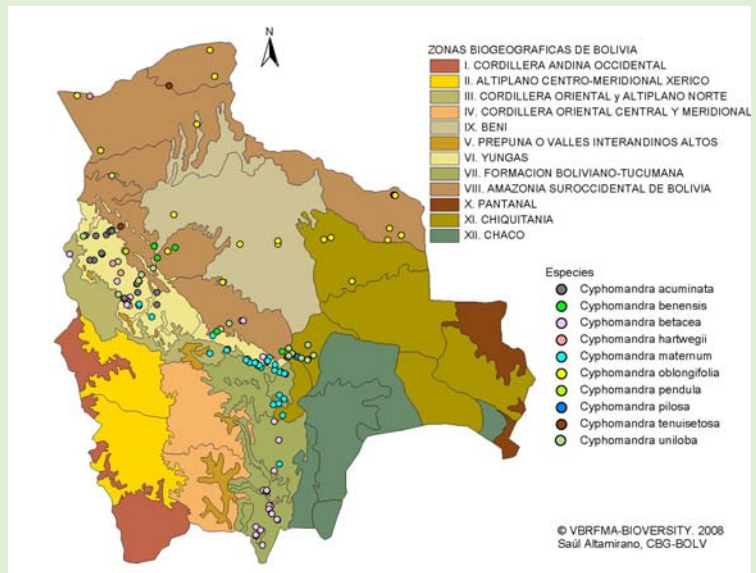 N
ZONAS BIOGEOGRAFICAS DE BOLIVIA
I. CORDILLERA ANDINA OCCIDENTAL
II. ALTIPLANO CENTRO-MERIDIONAL XERICO
III. CORDILLERA ORIENTAL y ALTIPLANO NORTE
IV. CORDILLERA ORIENTAL CENTRAL Y MERIDIONAL
IX. BENI
V. PREPUNA O VALLES INTERANDINOS ALTOS
VI. YUNGAS
VII. FORMACION BOLIVIANO-TUCUMANA
VIII. AMAZONIA SUROCCIDENTAL DE BOLIVIA
X. PANTANAL
XI. CHIQUITANIA
XII. CHACO
Especies
Cyphomandra acuminata
Cyphomandra benensis
Cyphomandra betacea
Cyphomandra hartwegii
Cyphomandra maternum
Cyphomandra oblongifolia
Cyphomandra pendula
Cyphomandra pilosa
Cyphomandra tenuisetosa
Cyphomandra uniloba
© VBRFMA-BIOVERSITY. 2008
Saúl Altamirano, CBG-BOLV